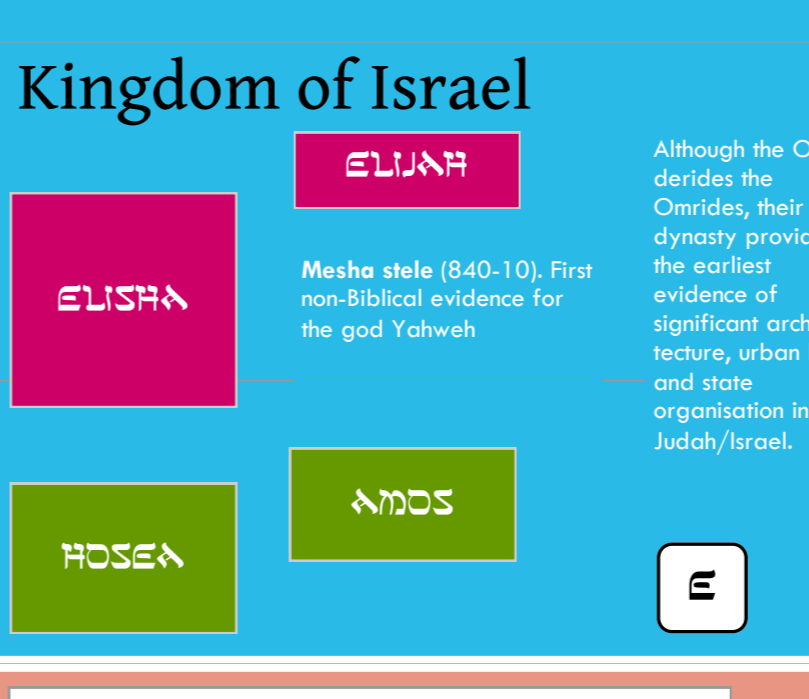 Kingdom of Israel
ELIJAH
ELISHA
Mesha stele (840-10). First
non-Biblical evidence for
the god Yahweh
AMOS
HOSEA
Although the
derides the
Omrides, their
dynasty
the earliest
evidence of
significant
tecture, urban
and state
organisation in
Judah/Israel.
E